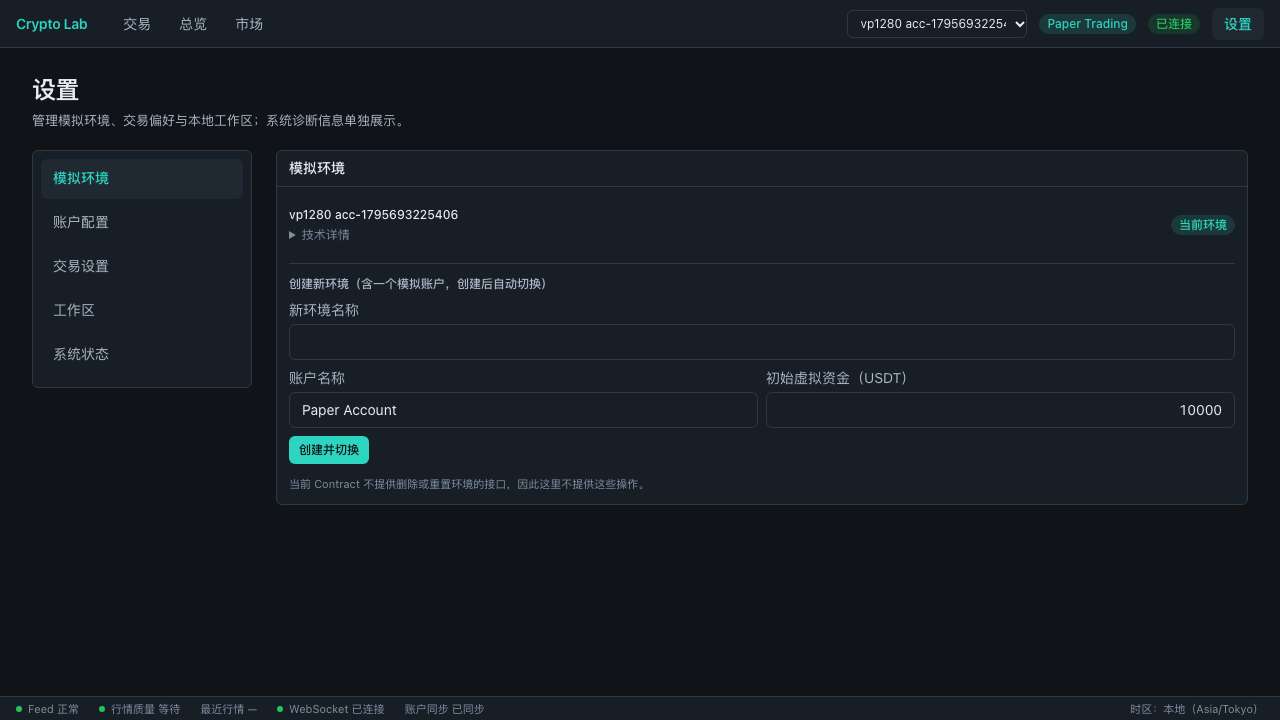 Crypto Lab 交易 总览 市场 vp1280 acc-1795693225 Paper Trading 已连接 设置
设置
管理模拟环境、交易偏好与本地工作区；系统诊断信息单独展示。
模拟环境
账户配置
交易设置
工作区
系统状态
模拟环境
vp1280 acc-1795693225406
技术详情
当前环境
创建新环境（含一个模拟账户，创建后自动切换）
新环境名称
账户名称 初始虚拟资金（USDT）
Paper Account 10000
创建并切换
当前 Contract 不提供删除或重置环境的接口，因此这里不提供这些操作。
Feed 正常 行情质量 等待 最近行情 — WebSocket 已连接 账户同步 已同步 时区：本地（Asia/Tokyo）